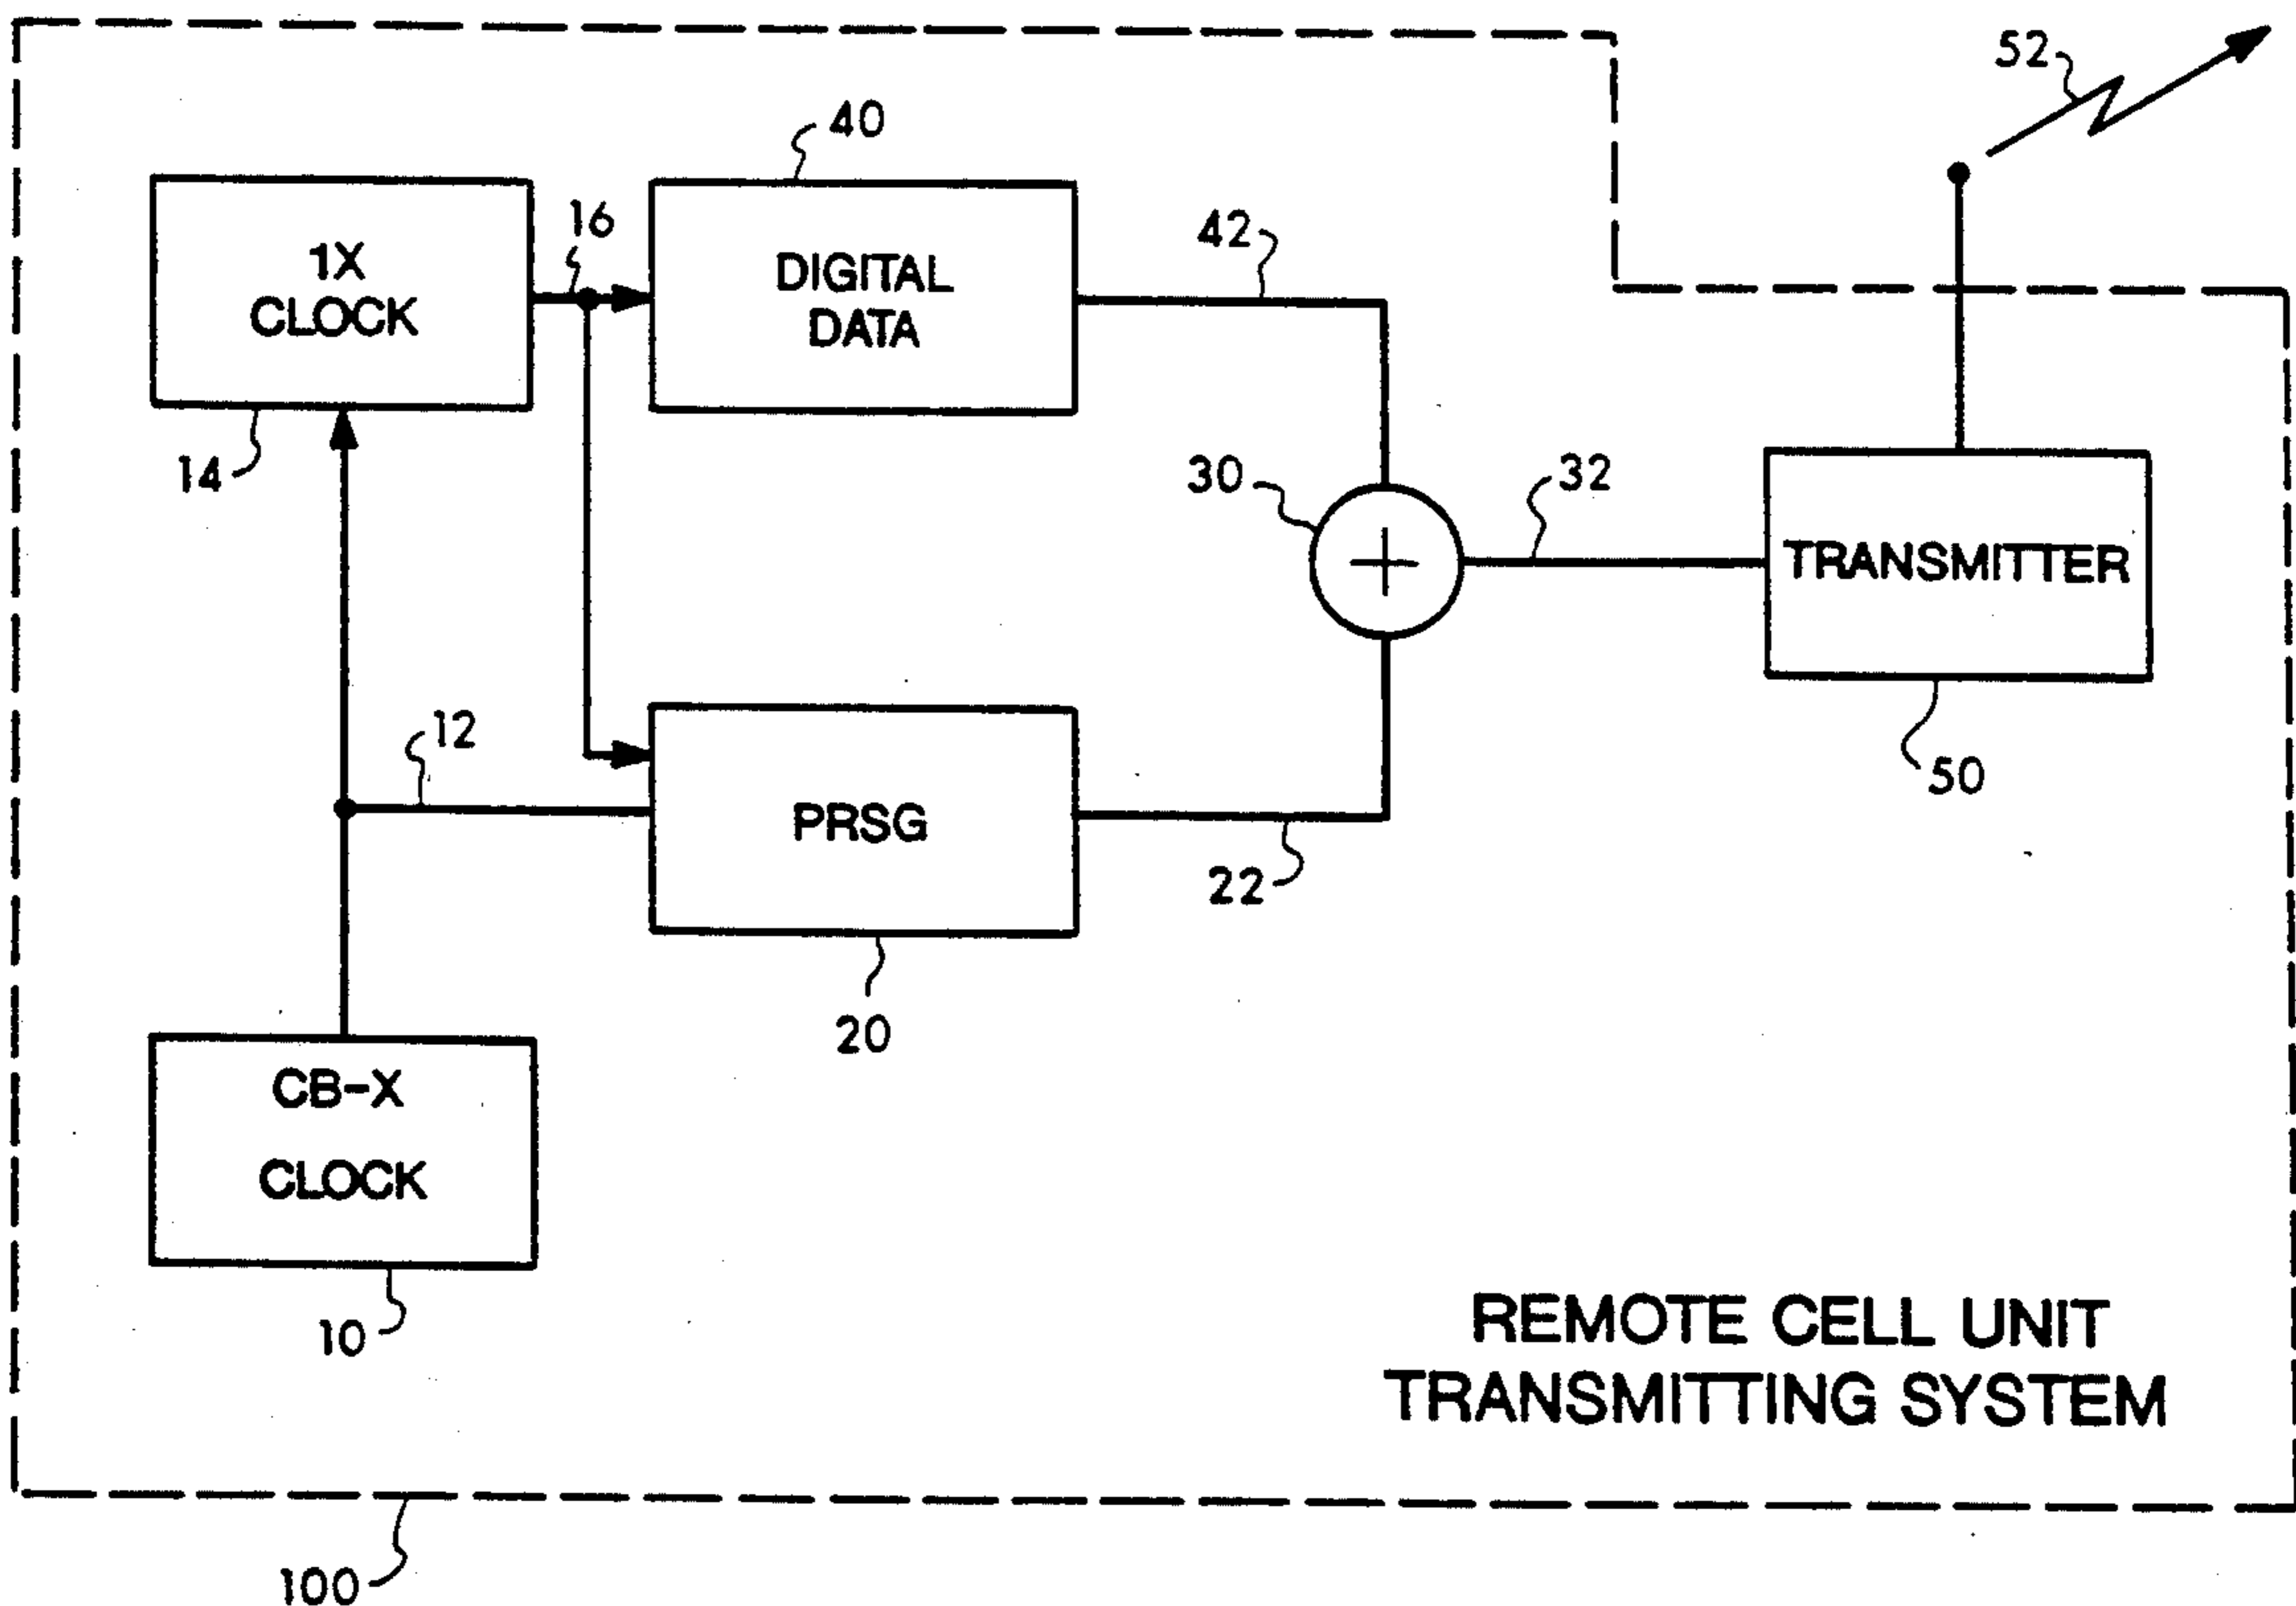 52
40
1X
CLOCK
16
DIGITAL
DATA
42
14
30
+
32
TRANSMITTER
12
PRSG
50
22
20
CB-X
CLOCK
10
REMOTE CELL UNIT
TRANSMITTING SYSTEM
100